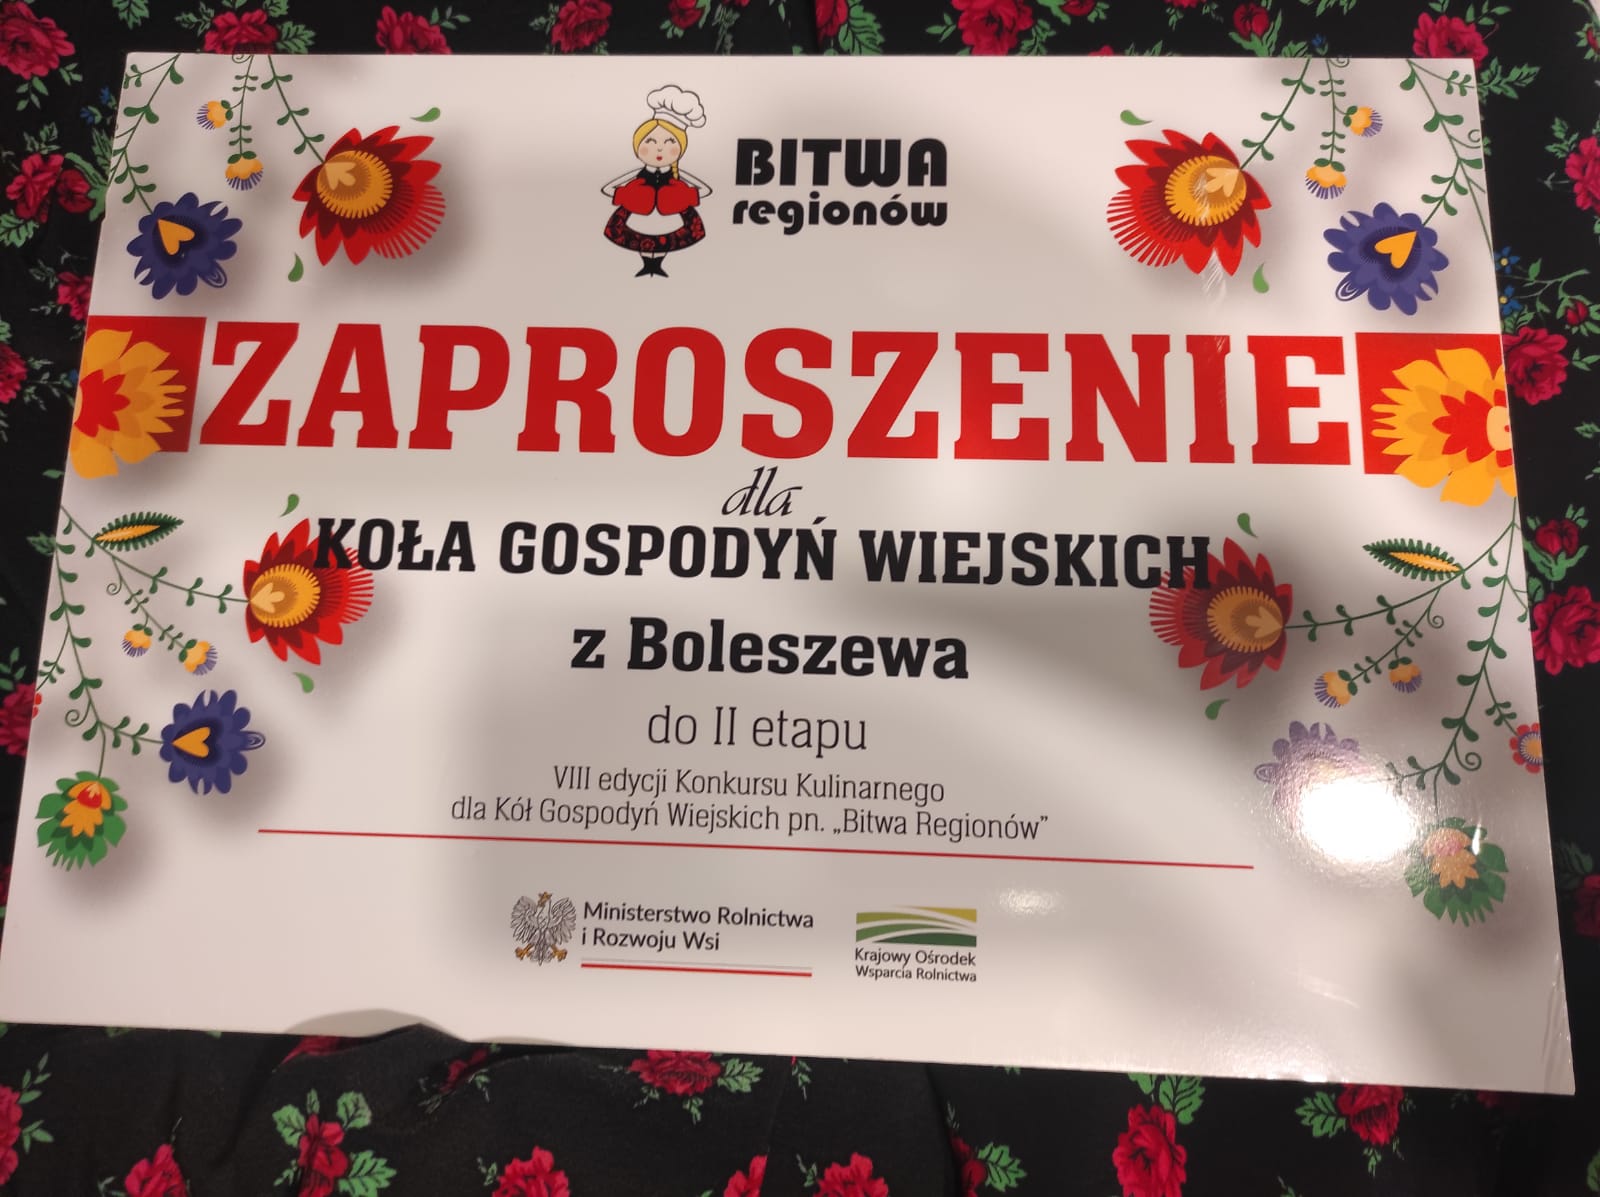 BITWA
regionów
ZAPROSZENIE
dla
KOŁA GOSPODYŃ WIEJSKICH
z Boleszewa
do II etapu
VIII edycji Konkursu Kulinarnego
dla Kół Gospodyń Wiejskich pn. „Bitwa Regionów”
Ministerstwo Rolnictwa
i Rozwoju Wsi
Krajowy Ośrodek
Wsparcia Rolnictwa